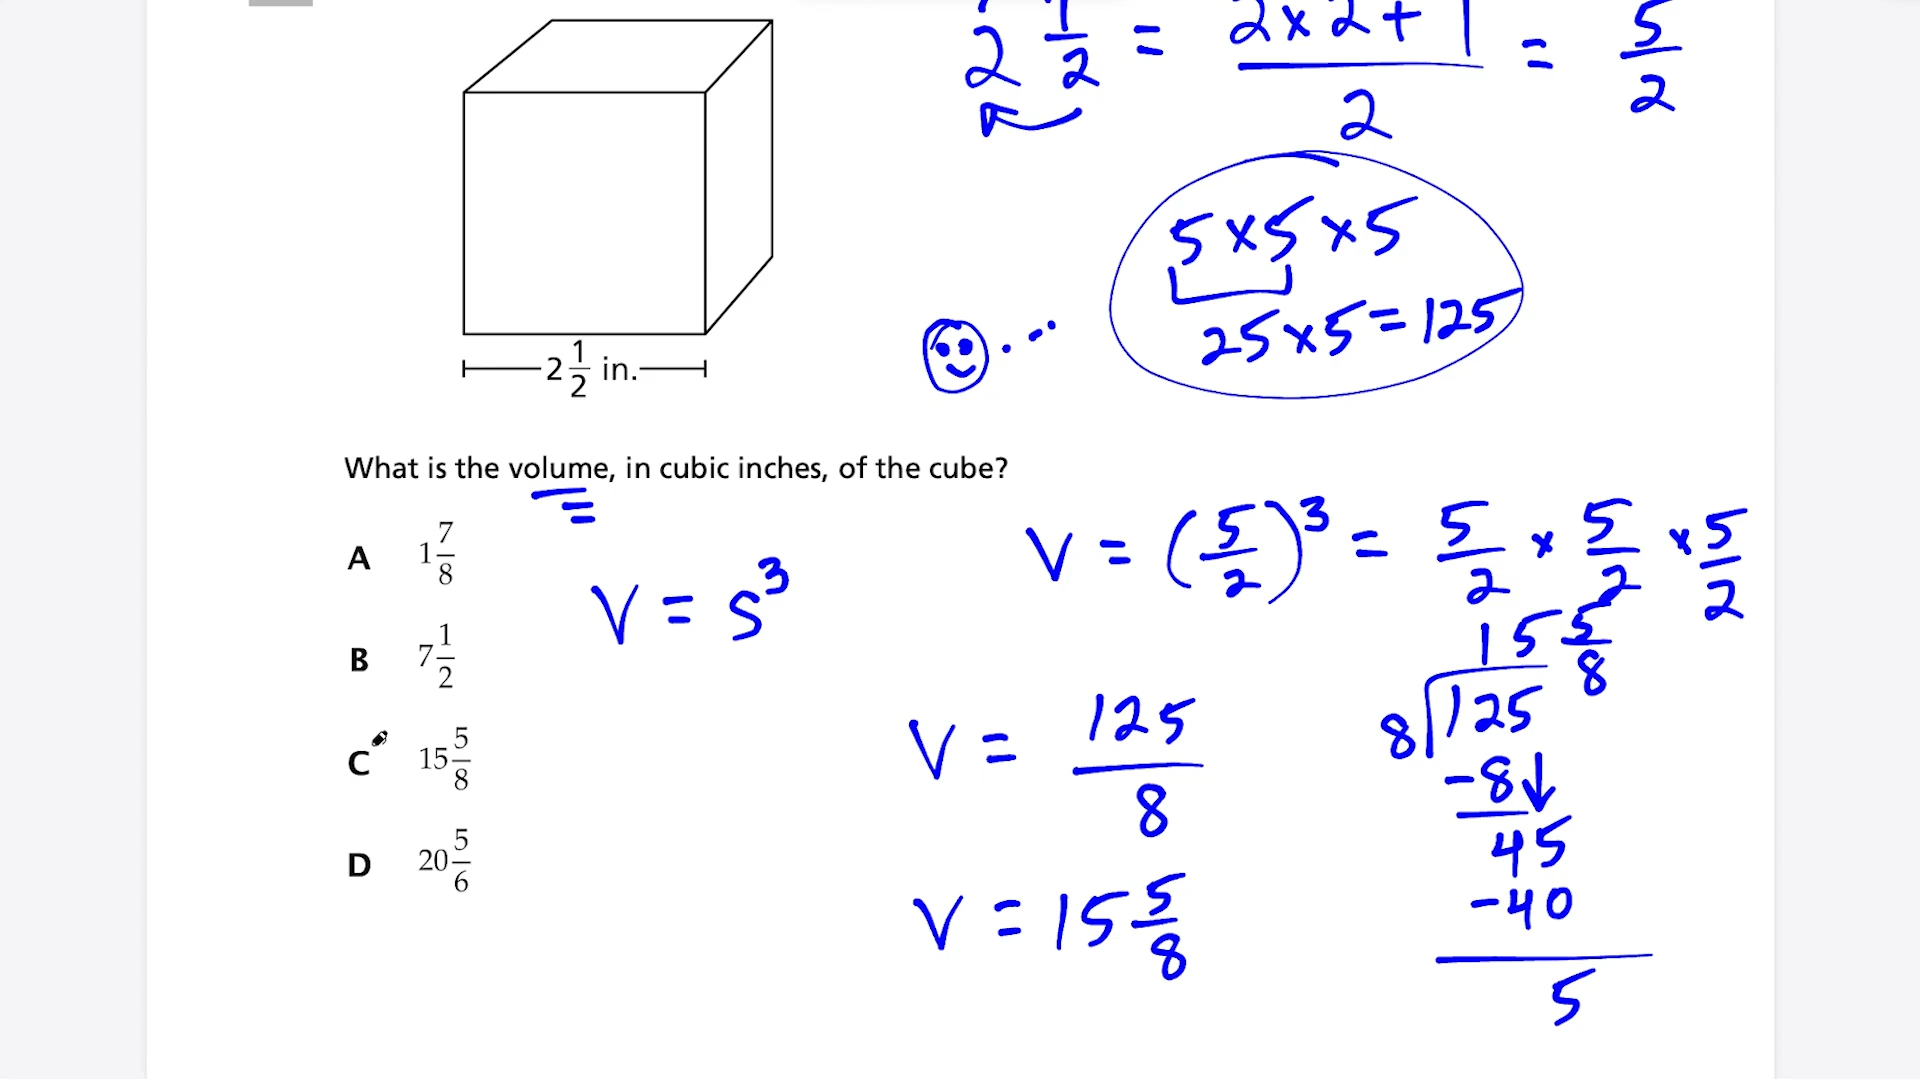 2 1/2 = 2x2+1/2 = 5/2
5x5x5
25x5=125
2 1/2 in.
What is the volume, in cubic inches, of the cube?
V = (5/2)^3 = 5/2 x 5/2 x 5/2
A 1 7/8
V = s^3
B 7 1/2
C 15 5/8
D 20 5/6
V = 125/8
V = 15 5/8
15 5/8
8)125
-8
45
-40
5